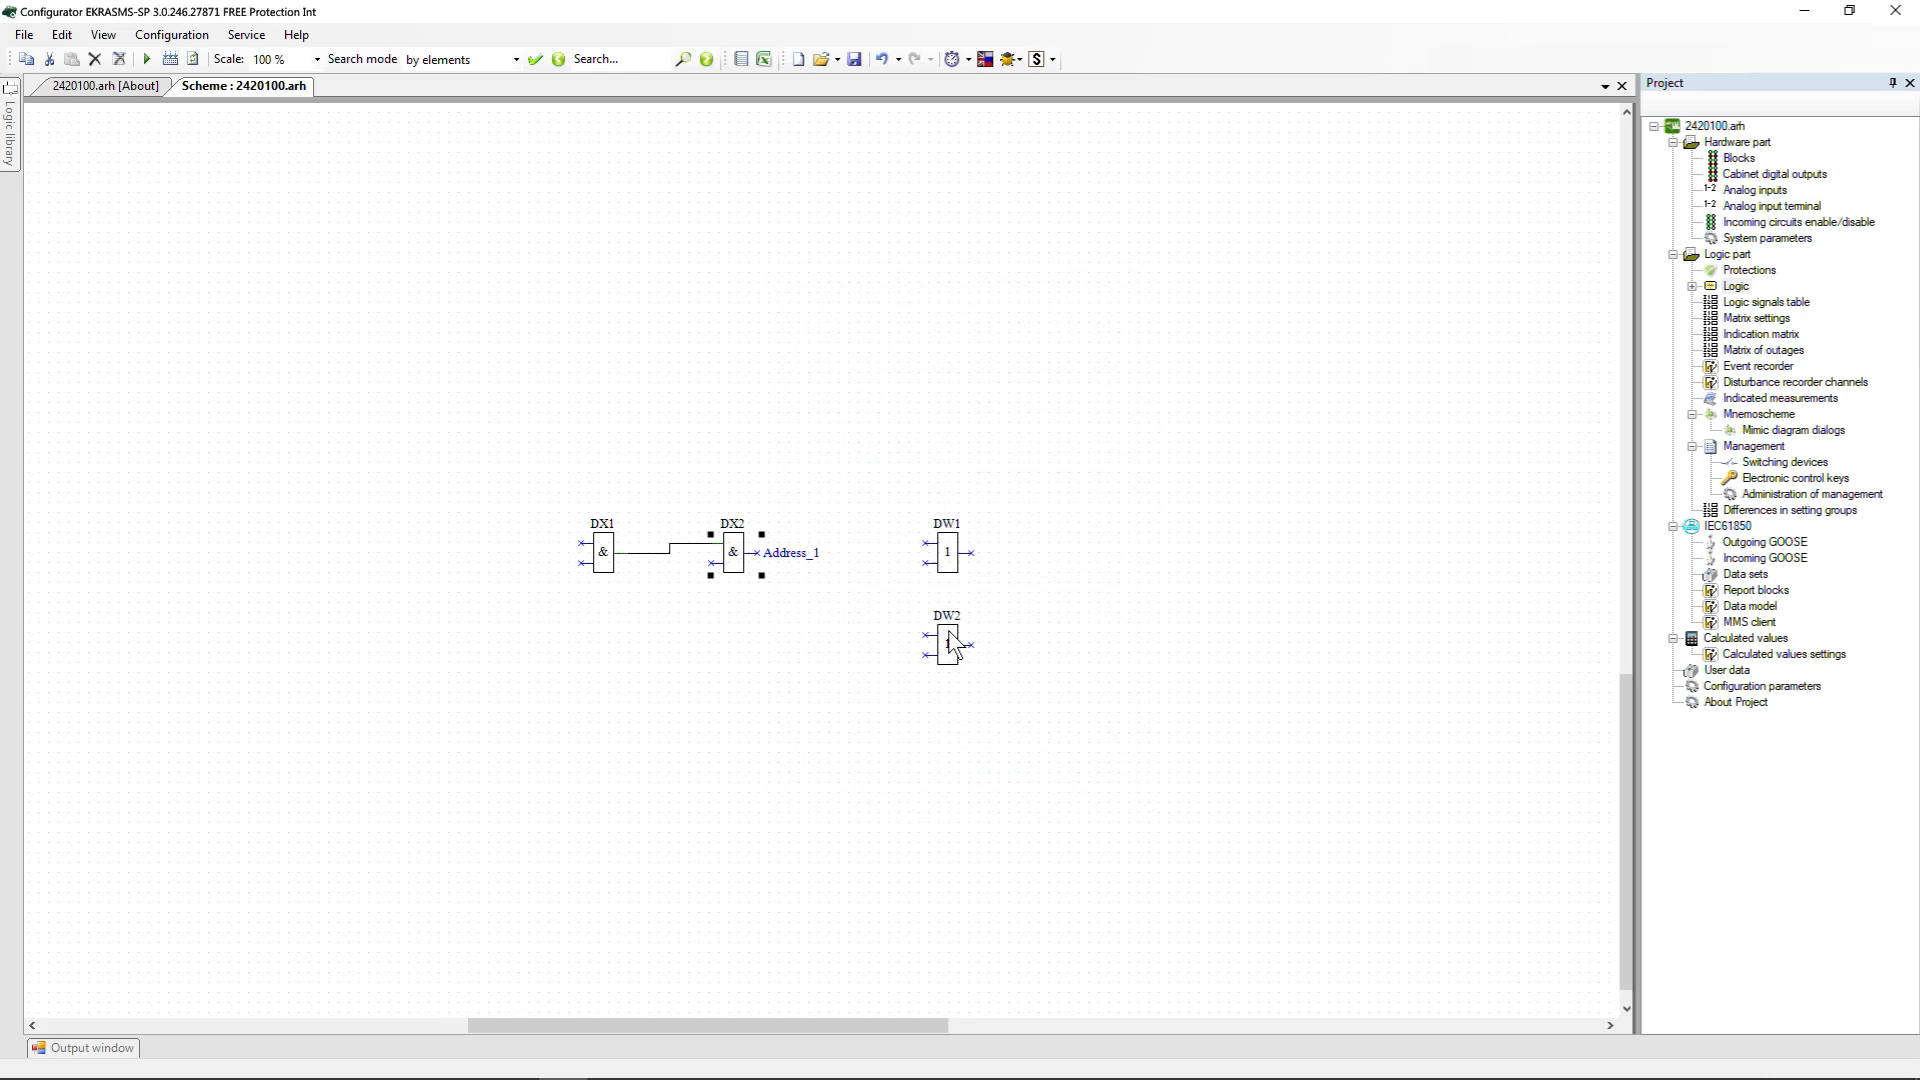 Configurator EKRASMS-SP 3.0.246.27871 FREE Protection Int
File Edit View Configuration Service Help
Scale: 100 % Search mode by elements Search...
2420100.arh [About] Scheme : 2420100.arh
Logic library
DX1 DX2 DW1
& & Address_1 1
DW2
Output window
Project
2420100.arh
Hardware part
Blocks
Cabinet digital outputs
1-2 Analog inputs
1-2 Analog input terminal
Incoming circuits enable/disable
System parameters
Logic part
Protections
Logic
Logic signals table
Matrix settings
Indication matrix
Matrix of outages
Event recorder
Disturbance recorder channels
Indicated measurements
Mnemoscheme
Mimic diagram dialogs
Management
Switching devices
Electronic control keys
Administration of management
Differences in setting groups
IEC61850
Outgoing GOOSE
Incoming GOOSE
Data sets
Report blocks
Data model
MMS client
Calculated values
Calculated values settings
User data
Configuration parameters
About Project